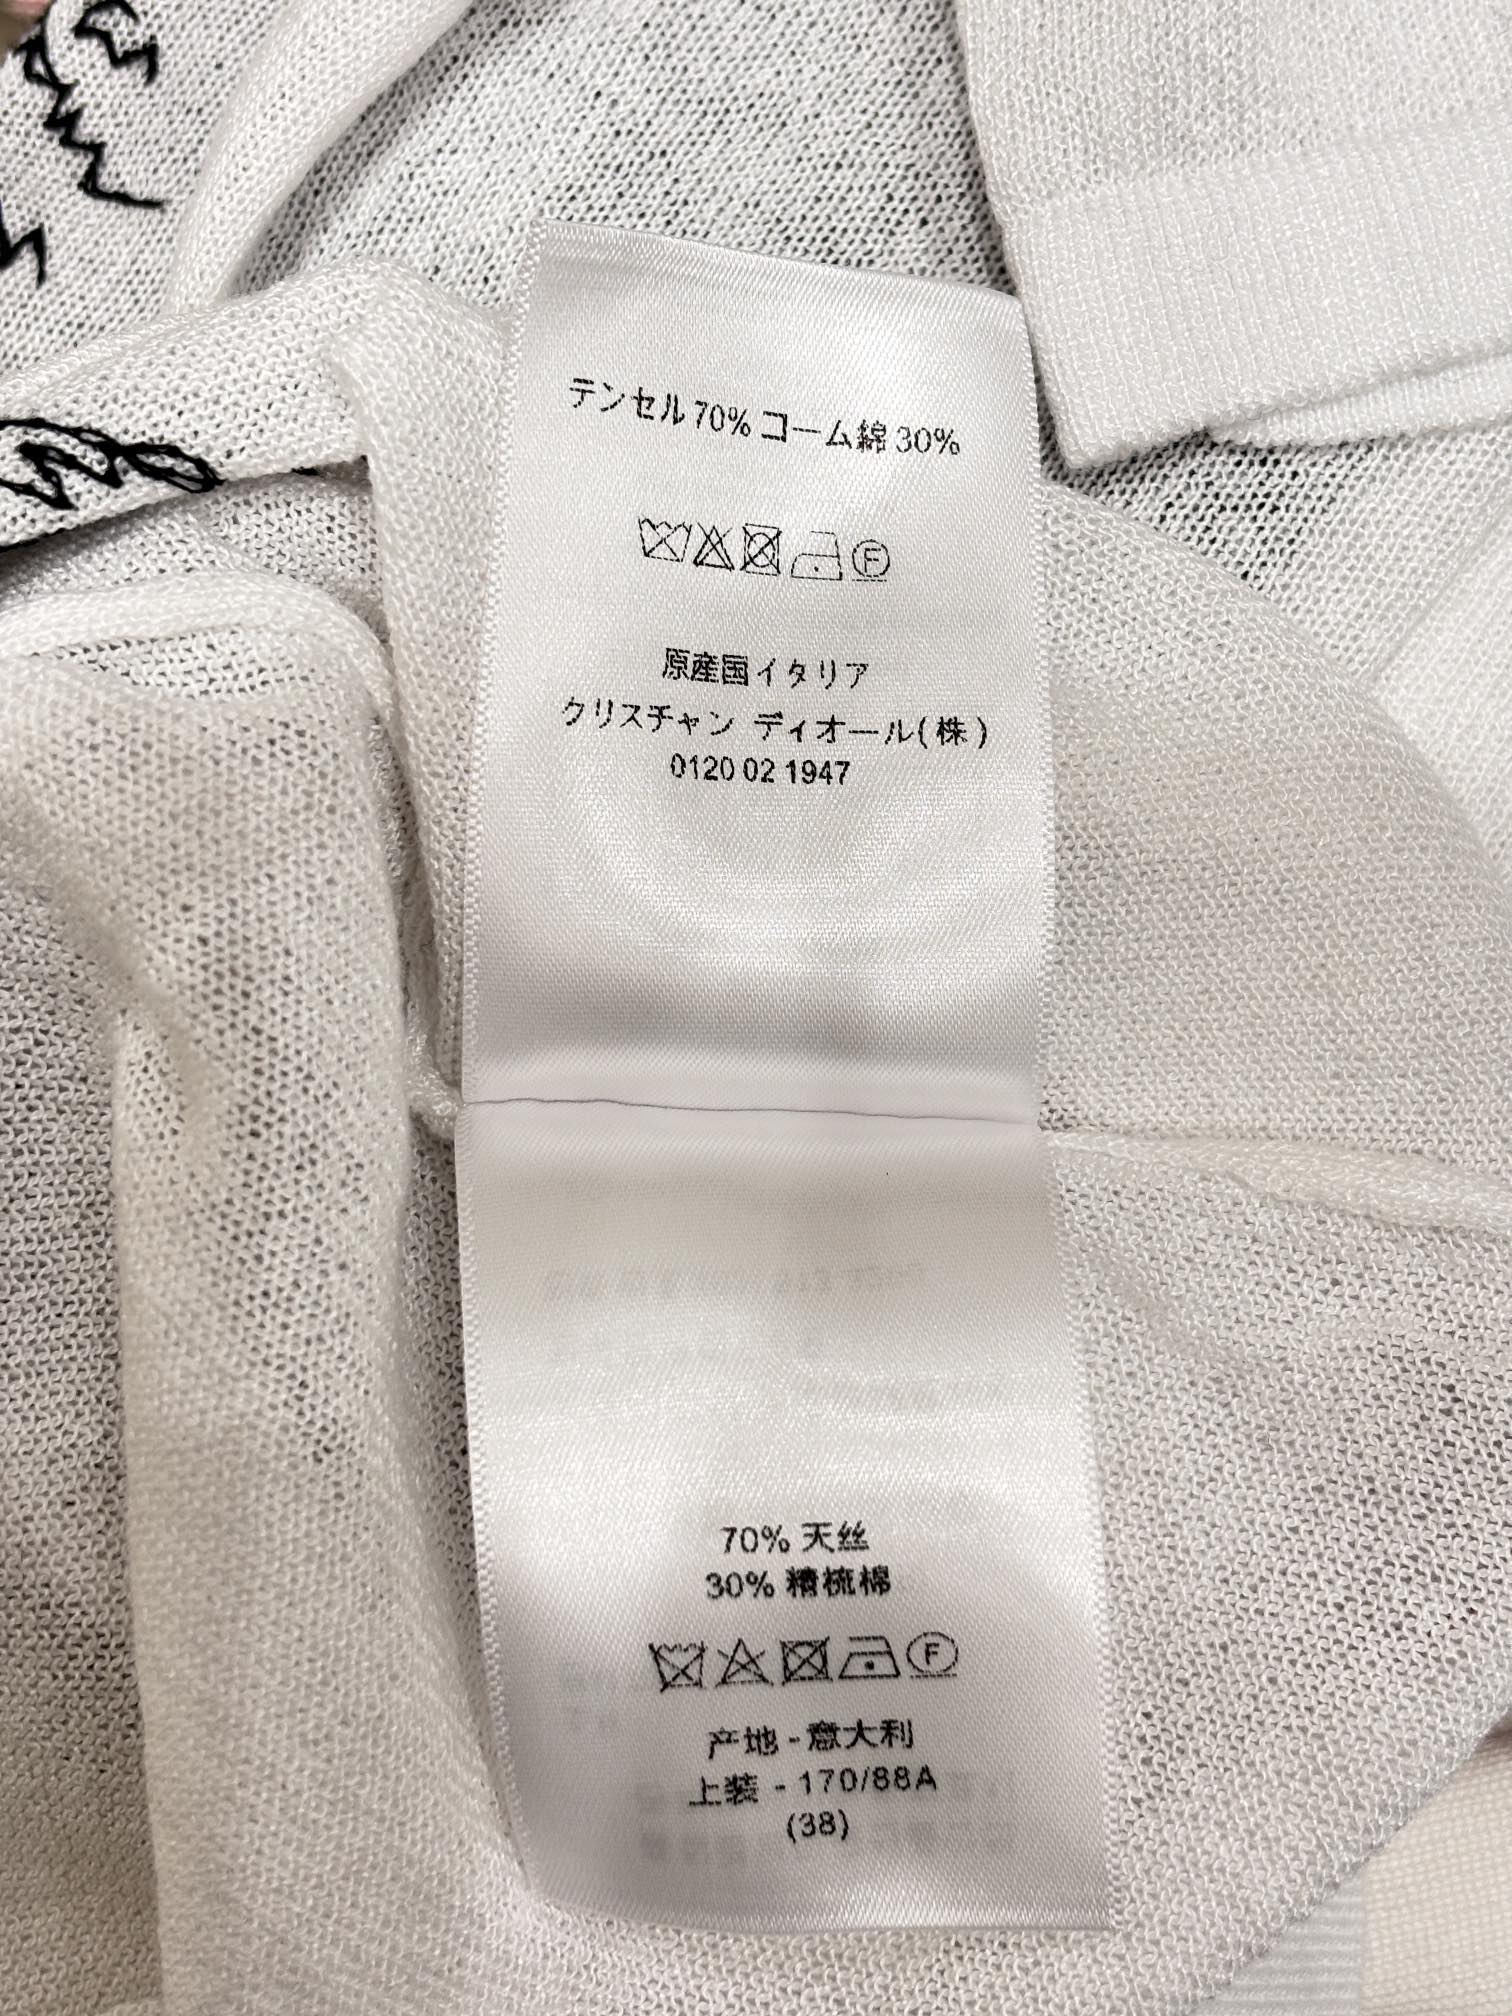 テンセル70% コーム綿30%
F
原産国イタリア
クリスチャン ディオール(株)
0120 02 1947
70% 天丝
30% 精梳棉
F
产地 - 意大利
上装 - 170/88A
(38)